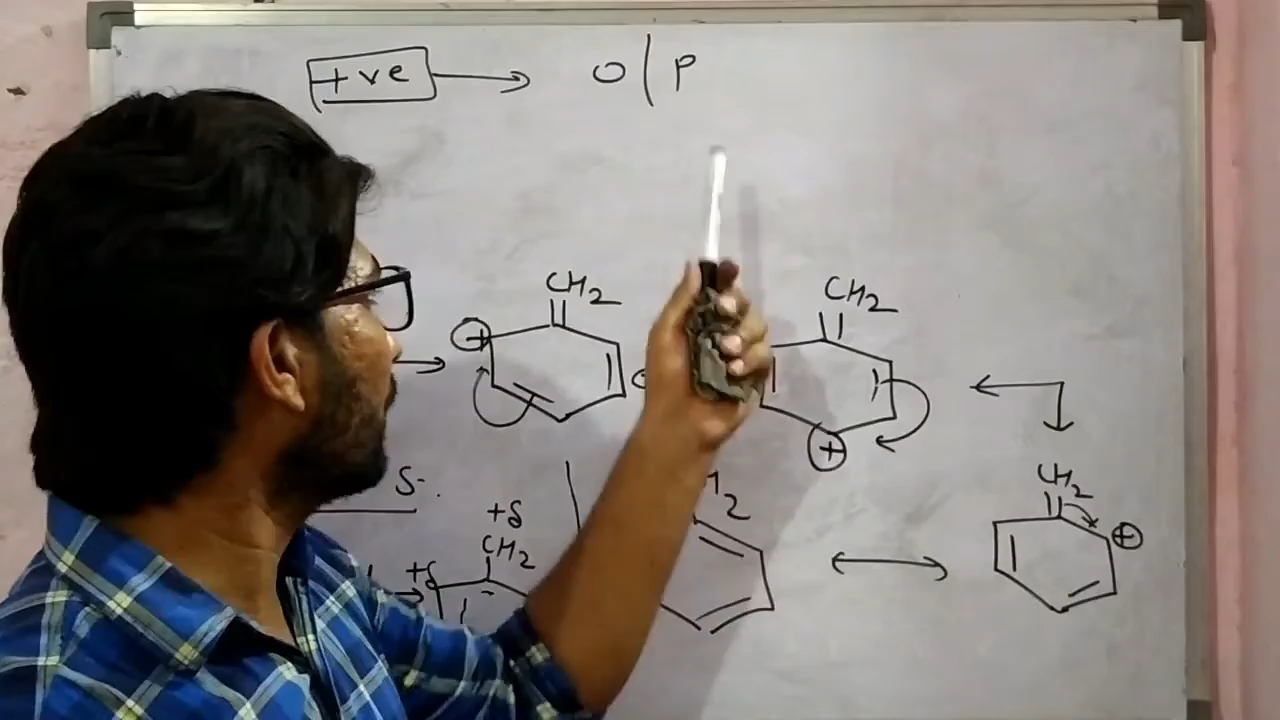 +ve → O | P
CH2 CH2
+ +
S-.
CH2
+δ
CH2 +
+δ